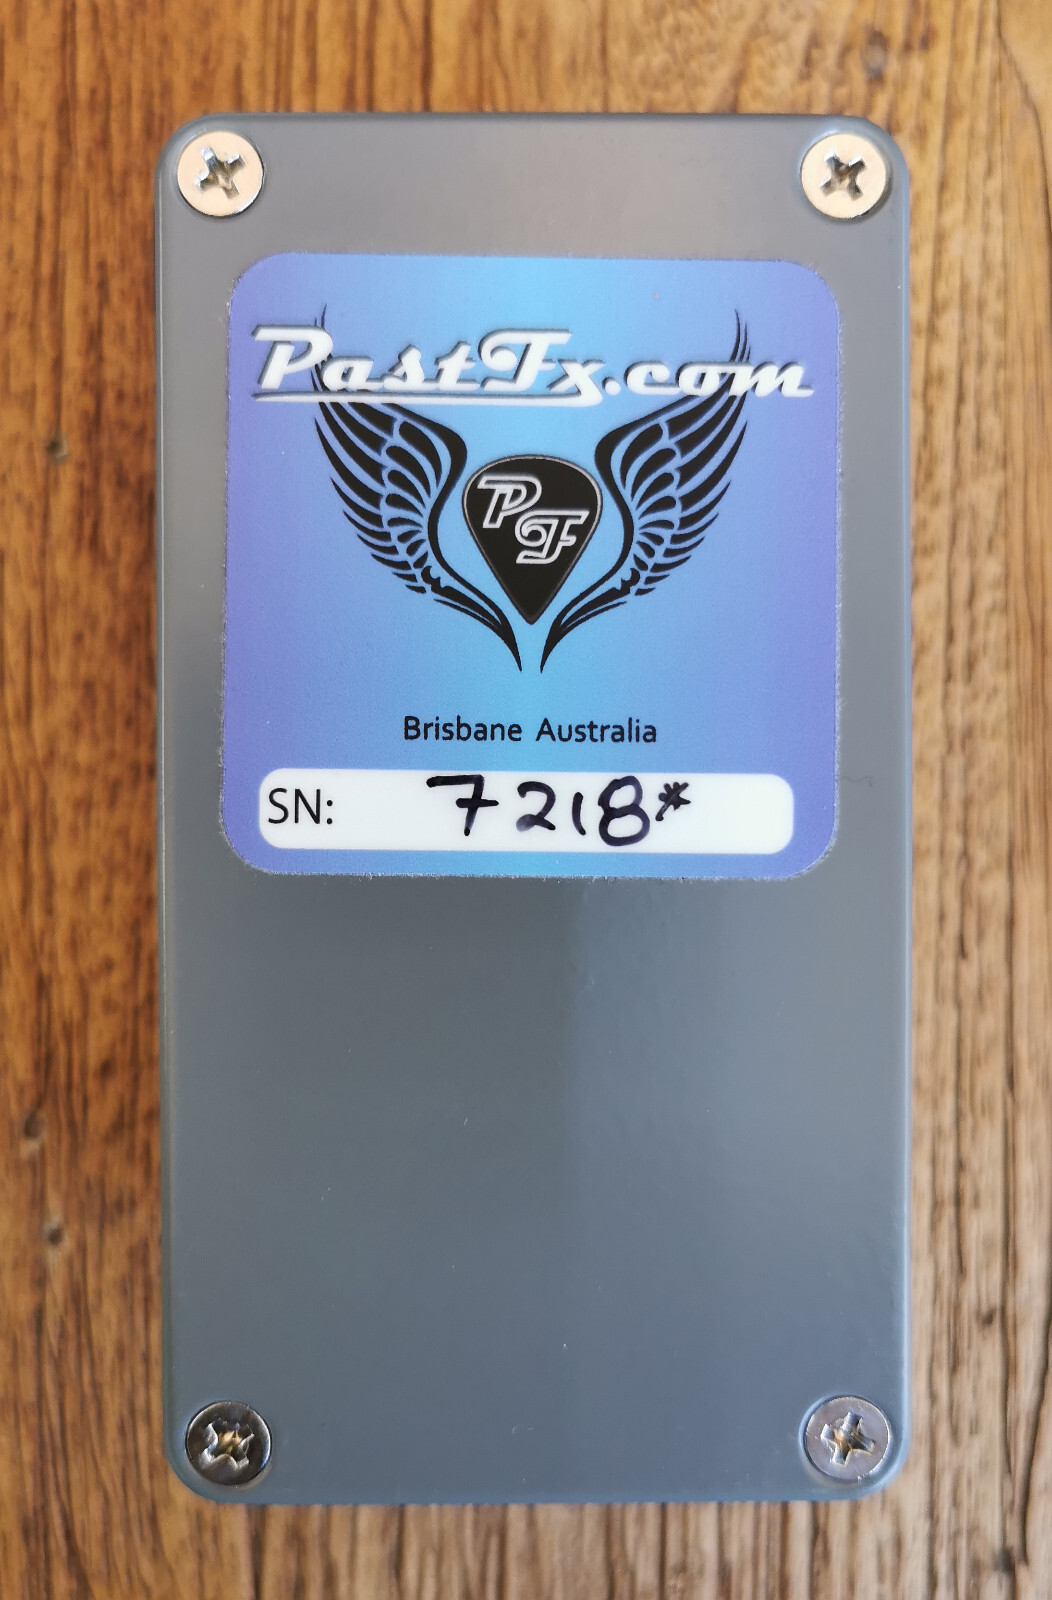 PastFx.com
PF
Brisbane Australia
SN: 7218*